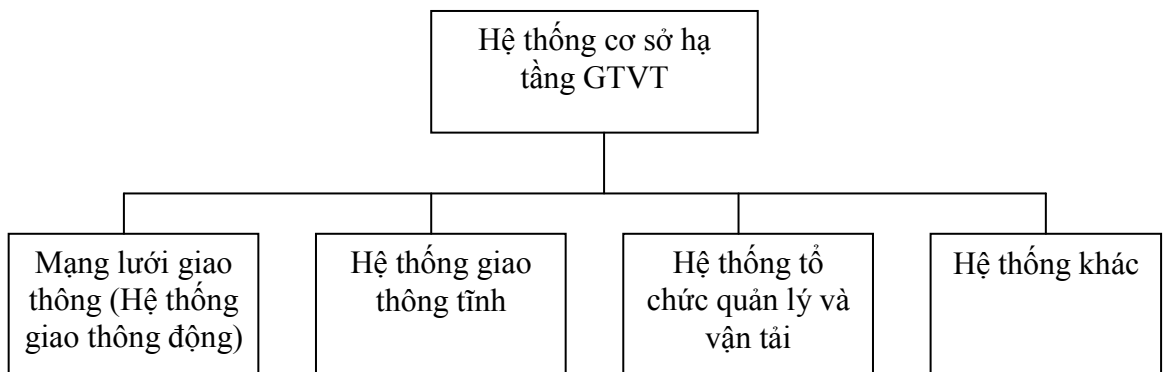 Hệ thống cơ sở hạ
tầng GTVT
Mạng lưới giao
thông (Hệ thống
giao thông động)
Hệ thống giao
thông tĩnh
Hệ thống tổ
chức quản lý và
vận tải
Hệ thống khác